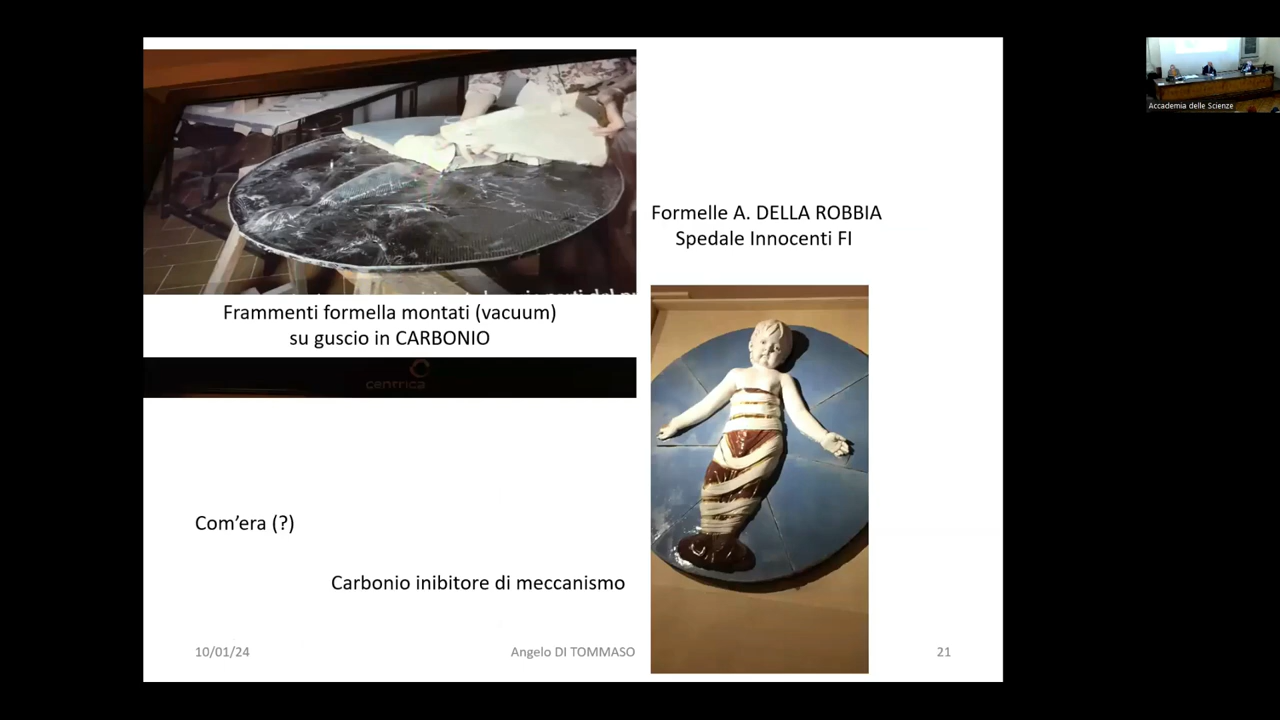 Accademia delle Scienze
Formelle A. DELLA ROBBIA
Spedale Innocenti FI
Frammenti formella montati (vacuum)
su guscio in CARBONIO
centrica
Com'era (?)
Carbonio inibitore di meccanismo
10/01/24
Angelo DI TOMMASO
21